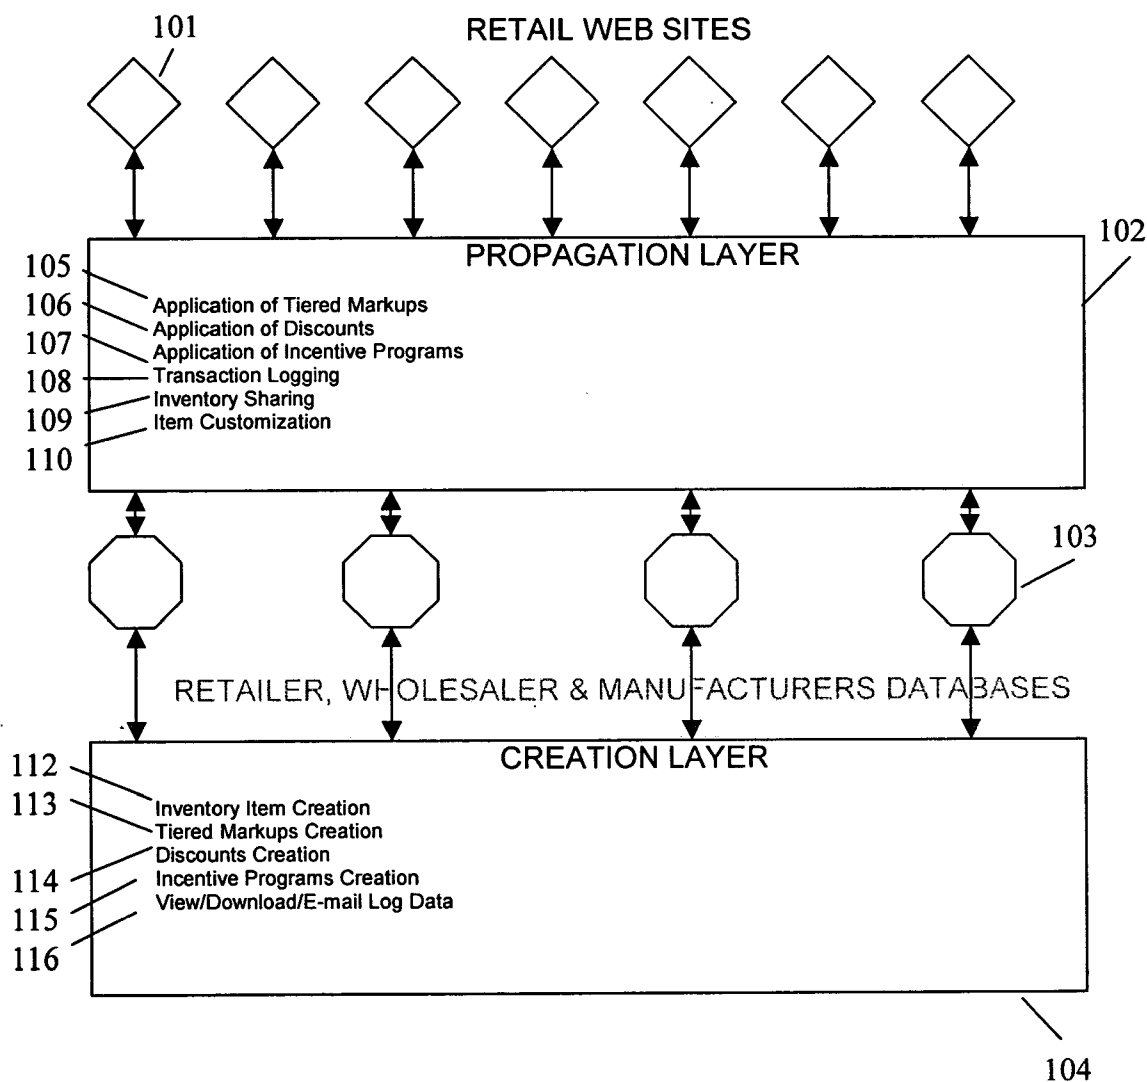 101
RETAIL WEB SITES
102
PROPAGATION LAYER
105
Application of Tiered Markups
106
Application of Discounts
107
Application of Incentive Programs
108
Transaction Logging
109
Inventory Sharing
110
Item Customization
103
RETAILER, WHOLESALER & MANUFACTURERS DATABASES
CREATION LAYER
112
Inventory Item Creation
113
Tiered Markups Creation
114
Discounts Creation
115
Incentive Programs Creation
116
View/Download/E-mail Log Data
104